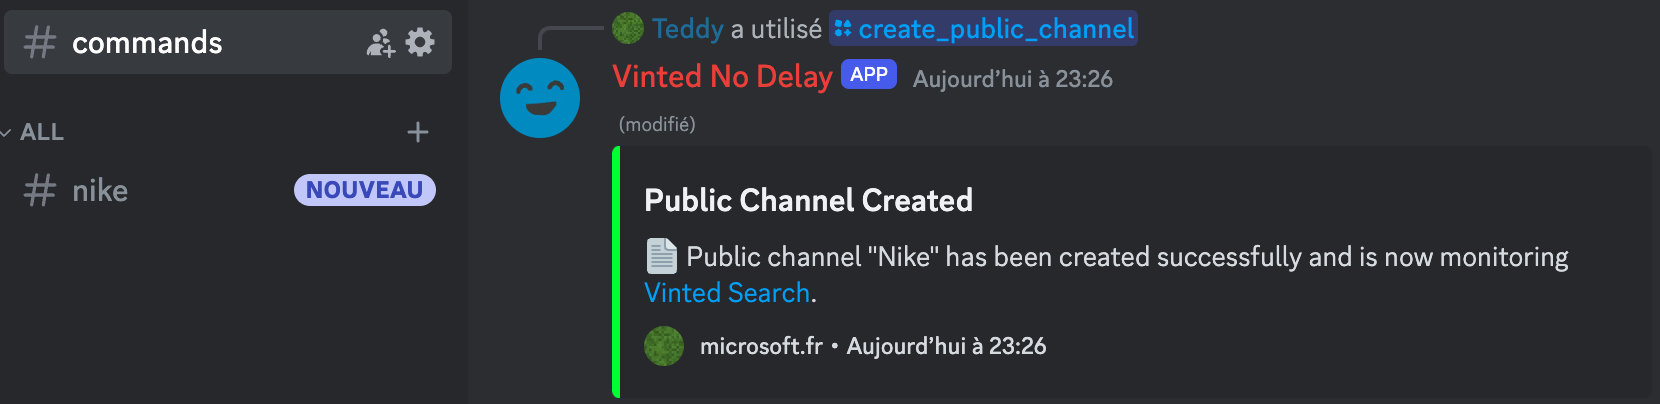 # commands
ALL
# nike NOUVEAU
Teddy a utilisé create_public_channel
Vinted No Delay APP Aujourd’hui à 23:26
(modifié)
Public Channel Created
Public channel "Nike" has been created successfully and is now monitoring
Vinted Search.
microsoft.fr • Aujourd’hui à 23:26